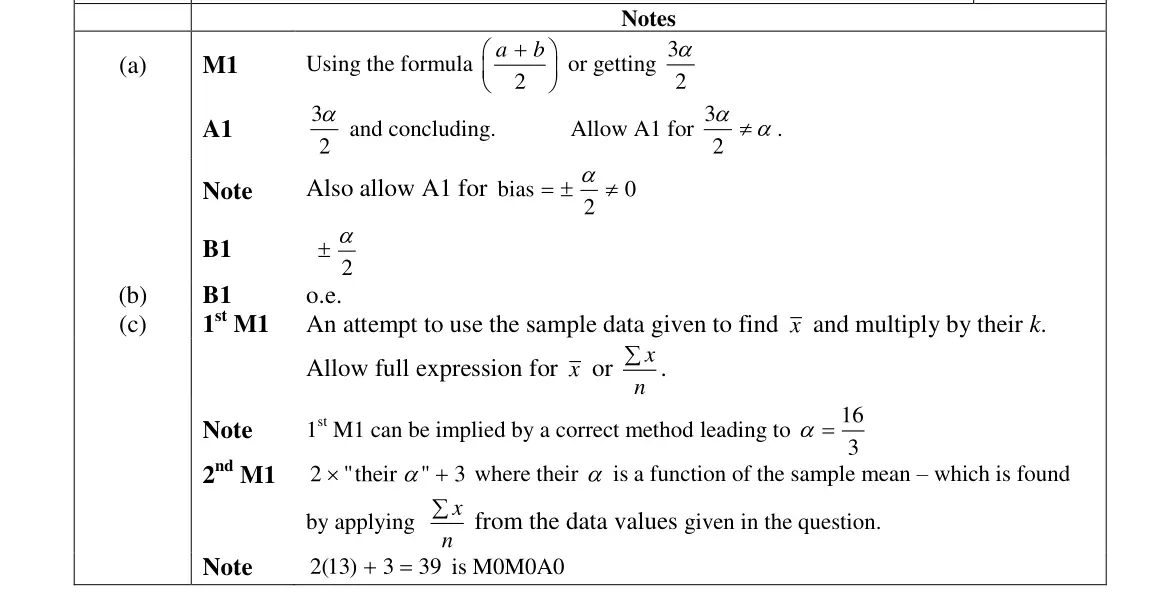 Notes
(a) M1 Using the formula ((a + b)/2) or getting 3α/2
A1 3α/2 and concluding. Allow A1 for 3α/2 ≠ α .
Note Also allow A1 for bias = ± α/2 ≠ 0
B1 ± α/2
(b) B1 o.e.
(c) 1st M1 An attempt to use the sample data given to find x̅ and multiply by their k.
Allow full expression for x̅ or ∑x/n .
Note 1st M1 can be implied by a correct method leading to α = 16/3
2nd M1 2 × "their α" + 3 where their α is a function of the sample mean – which is found
by applying ∑x/n from the data values given in the question.
Note 2(13) + 3 = 39 is M0M0A0